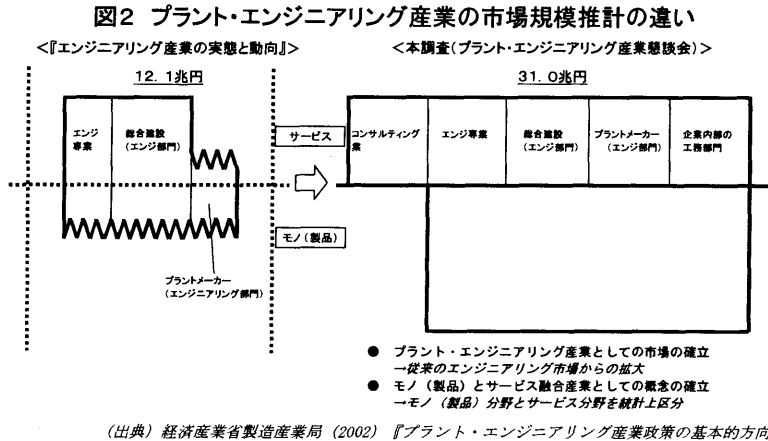 図2 プラント・エンジニアリング産業の市場規模推計の違い
<『エンジニアリング産業の実態と動向』>
<本調査(プラント・エンジニアリング産業懇談会)>
12.1兆円
31.0兆円
エンジ
専業
総合建設
(エンジ部門)
サービス
コンサルティング
業
エンジ専業
総合建設
(エンジ部門)
プラントメーカー
(エンジ部門)
企業内部の
工務部門
モノ(製品)
プラントメーカー
(エンジニアリング部門)
● プラント・エンジニアリング産業としての市場の確立
→従来のエンジニアリング市場からの拡大
● モノ(製品)とサービス融合産業としての概念の確立
→モノ(製品)分野とサービス分野を統計上区分
(出典)経済産業省製造産業局(2002)『プラント・エンジニアリング産業政策の基本的方向